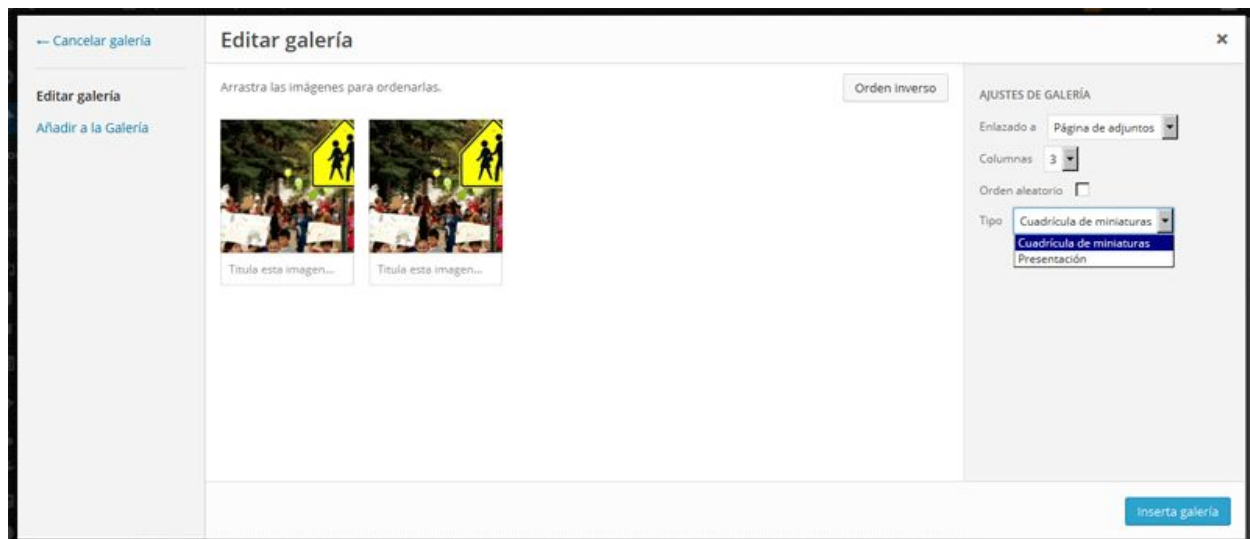 ← Cancelar galería
Editar galería
Añadir a la Galería
Editar galería
×
Arrastra las imágenes para ordenarlas.
Orden inverso
Titula esta imagen...
Titula esta imagen...
AJUSTES DE GALERÍA
Enlazado a Página de adjuntos
Columnas 3
Orden aleatorio
Tipo Cuadrícula de miniaturas
Cuadrícula de miniaturas
Presentación
Inserta galería